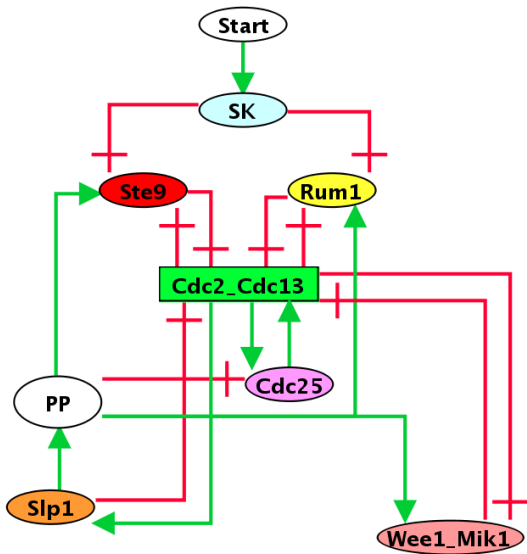 Start
SK
Ste9
Rum1
Cdc2_Cdc13
Cdc25
PP
Slp1
Wee1_Mik1